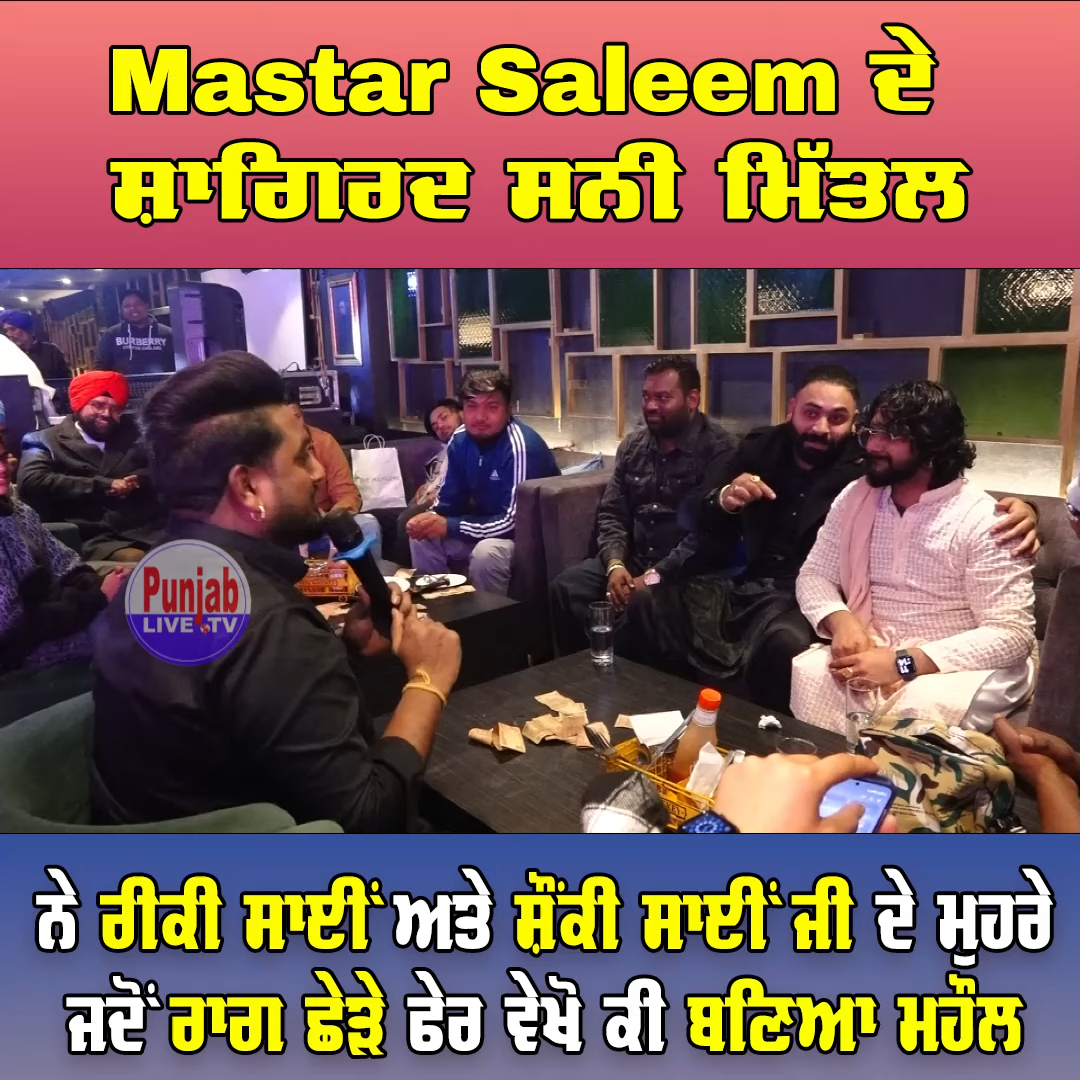 Mastar Saleem ਦੇ
ਸ਼ਾਗਿਰਦ ਸਨੀ ਮਿੱਤਲ
BURBERRY
Punjab
LIVE TV
ਨੇ ਰੀਕੀ ਸਾਈਂ ਅਤੇ ਸ਼ੌਂਕੀ ਸਾਈਂ ਜੀ ਦੇ ਮੂਹਰੇ
ਜਦੋਂ ਰਾਗ ਛੇੜੇ ਫੇਰ ਵੇਖੋ ਕੀ ਬਣਿਆ ਮਹੌਲ